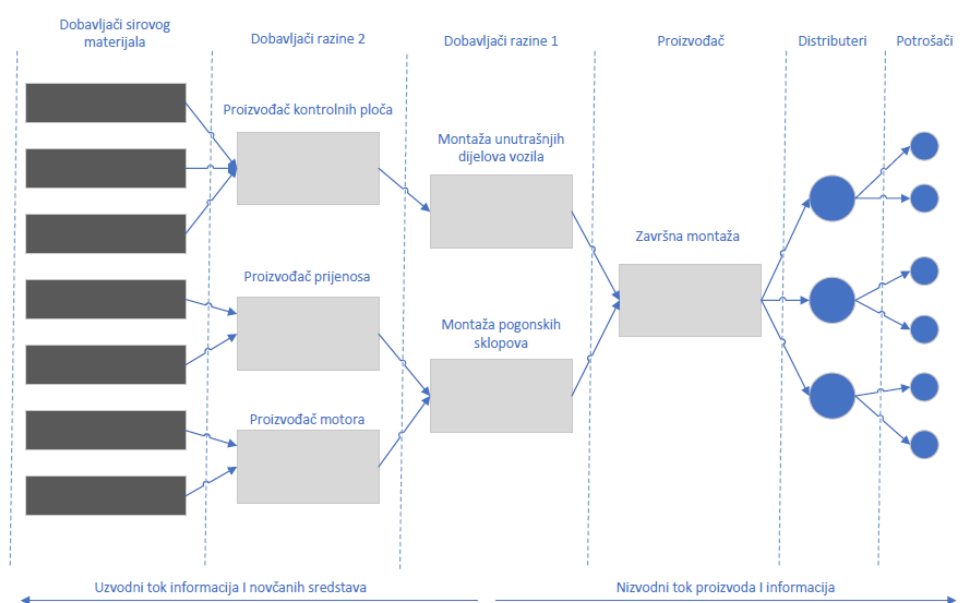 Dobavljači sirovog
materijala
Dobavljači razine 2
Dobavljači razine 1
Proizvođač
Distributeri
Potrošači
Proizvođač kontrolnih ploča
Montaža unutrašnjih
dijelova vozila
Završna montaža
Proizvođač prijenosa
Montaža pogonskih
sklopova
Proizvođač motora
Uzvodni tok informacija I novčanih sredstava
Nizvodni tok proizvoda I informacija